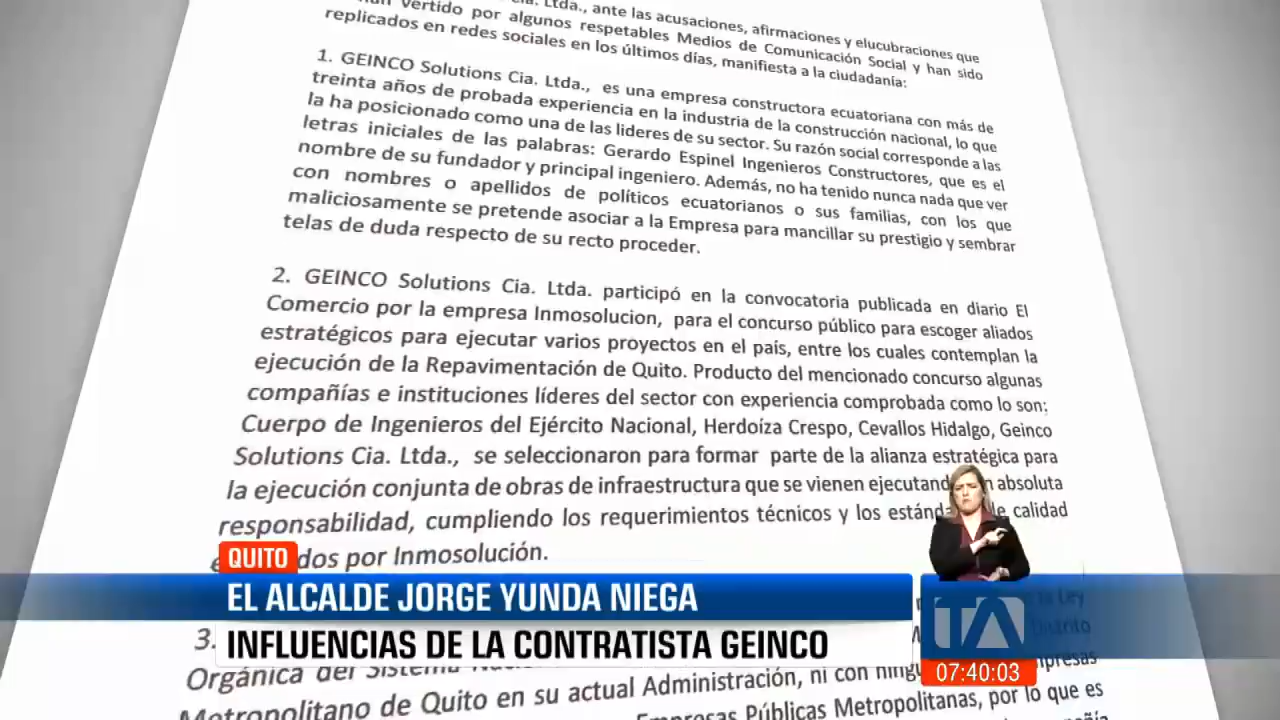 Ltda., ante las acusaciones, afirmaciones y elucubraciones que
vertido por algunos respetables Medios de Comunicación Social y han sido
replicados en redes sociales en los últimos días, manifiesta a la ciudadanía:
1. GEINCO Solutions Cia. Ltda., es una empresa constructora ecuatoriana con más de
treinta años de probada experiencia en la industria de la construcción nacional, lo que
la ha posicionado como una de las lideres de su sector. Su razón social corresponde a las
letras iniciales de las palabras: Gerardo Espinel Ingenieros Constructores, que es el
nombre de su fundador y principal ingeniero. Además, no ha tenido nunca nada que ver
con nombres o apellidos de políticos ecuatorianos o sus familias, con los que
maliciosamente se pretende asociar a la Empresa para mancillar su prestigio y sembrar
telas de duda respecto de su recto proceder.
2. GEINCO Solutions Cia. Ltda. participó en la convocatoria publicada en diario El
Comercio por la empresa Inmosolucion, para el concurso público para escoger aliados
estratégicos para ejecutar varios proyectos en el país, entre los cuales contemplan la
ejecución de la Repavimentación de Quito. Producto del mencionado concurso algunas
compañías e instituciones líderes del sector con experiencia comprobada como lo son:
Cuerpo de Ingenieros del Ejército Nacional, Herdoíza Crespo, Cevallos Hidalgo, Geinco
Solutions Cia. Ltda., se seleccionaron para formar parte de la alianza estratégica para
la ejecución conjunta de obras de infraestructura que se vienen absoluta
responsabilidad, cumpliendo los requerimientos técnicos y los calidad
por Inmosolución.
QUITO
EL ALCALDE JORGE YUNDA NIEGA
la Ley
3.
INFLUENCIAS DE LA CONTRATISTA GEINCO
TA
Distrito
07:40:03
Orgánica del Sistema
Metropolitano de Quito en su actual Administración, ni con
Públicas Metropolitanas, por lo que es